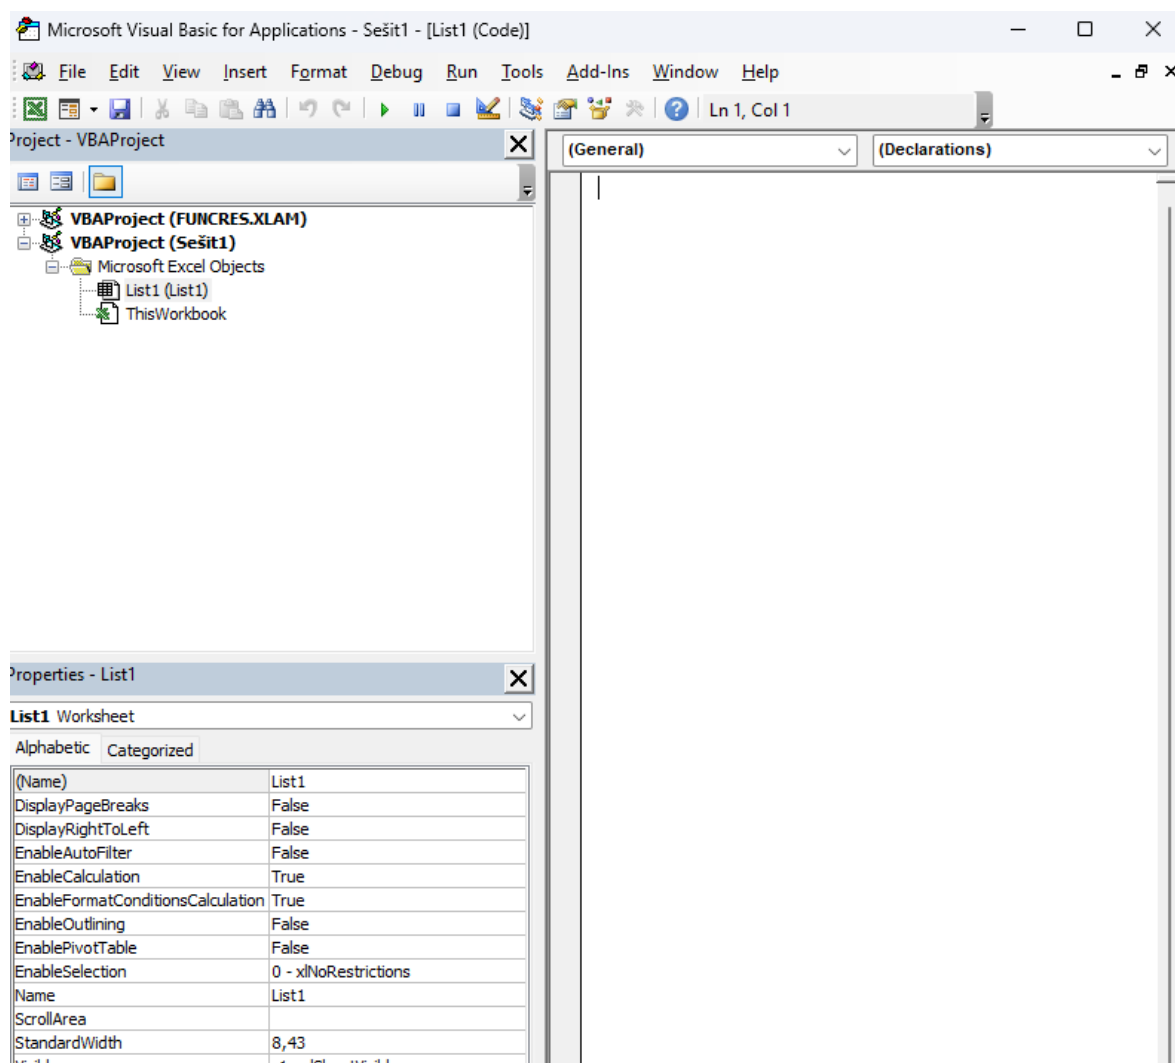 Microsoft Visual Basic for Applications - Sešit1 - [List1 (Code)]
File Edit View Insert Format Debug Run Tools Add-Ins Window Help
Ln 1, Col 1
Project - VBAProject
VBAProject (FUNCRES.XLAM)
VBAProject (Sešit1)
Microsoft Excel Objects
List1 (List1)
ThisWorkbook
(General) (Declarations)
Properties - List1
List1 Worksheet
Alphabetic Categorized
(Name) List1
DisplayPageBreaks False
DisplayRightToLeft False
EnableAutoFilter False
EnableCalculation True
EnableFormatConditionsCalculation True
EnableOutlining False
EnablePivotTable False
EnableSelection 0 - xlNoRestrictions
Name List1
ScrollArea
StandardWidth 8,43